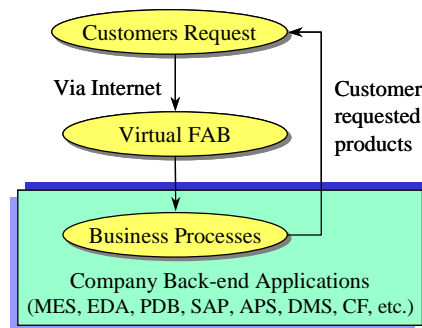 Customers Request
Via Internet
Customer
requested
products
Virtual FAB
Business Processes
Company Back-end Applications
(MES, EDA, PDB, SAP, APS, DMS, CF, etc.)